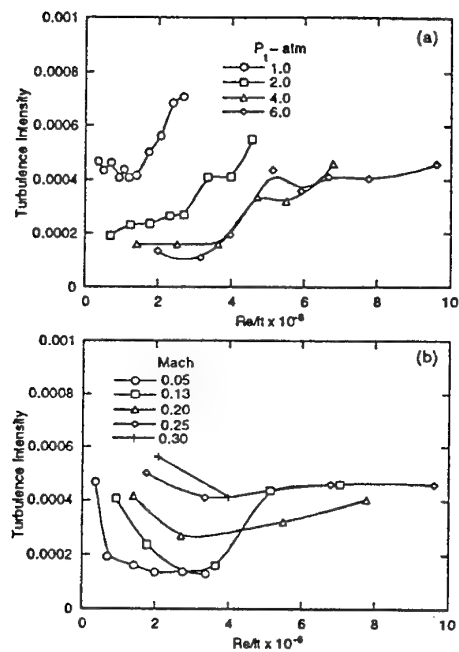 (a)
Turbulence Intensity
0.001
0.0008
0.0006
0.0004
0.0002
0
P_t – atm
1.0
2.0
4.0
6.0
0 2 4 6 8 10
Re/ft x 10⁻⁶
(b)
Turbulence Intensity
0.001
0.0008
0.0006
0.0004
0.0002
0
Mach
0.05
0.13
0.20
0.25
0.30
0 2 4 6 8 10
Re/ft x 10⁻⁶